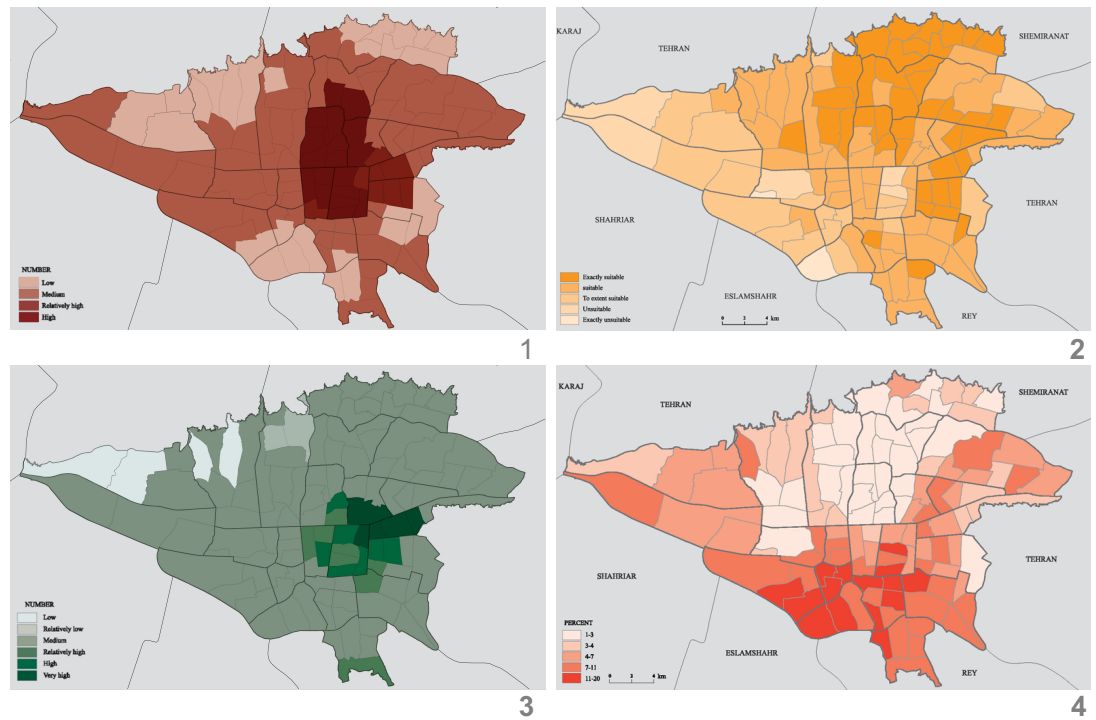 NUMBER
Low
Medium
Relatively high
High
1
KARAJ
TEHRAN
SHEMIRANAT
SHAHRIAR
TEHRAN
ESLAMSHAHR
REY
Exactly suitable
suitable
To extent suitable
Unsuitable
Exactly unsuitable
0 2 4 km
2
NUMBER
Low
Relatively low
Medium
Relatively high
High
Very high
3
KARAJ
TEHRAN
SHEMIRANAT
SHAHRIAR
TEHRAN
ESLAMSHAHR
REY
PERCENT
1-3
3-4
4-7
7-11
11-20
0 2 4 km
4